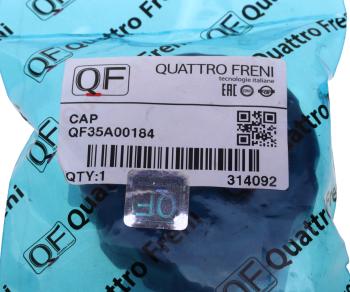 QF Quattro Freni
QF
QUATTRO FRENI
tecnologie italiane
EAC
CAP
QF35A00184
QTY:1
314092
QF
QF Quattro Freni
QF Quattro Freni